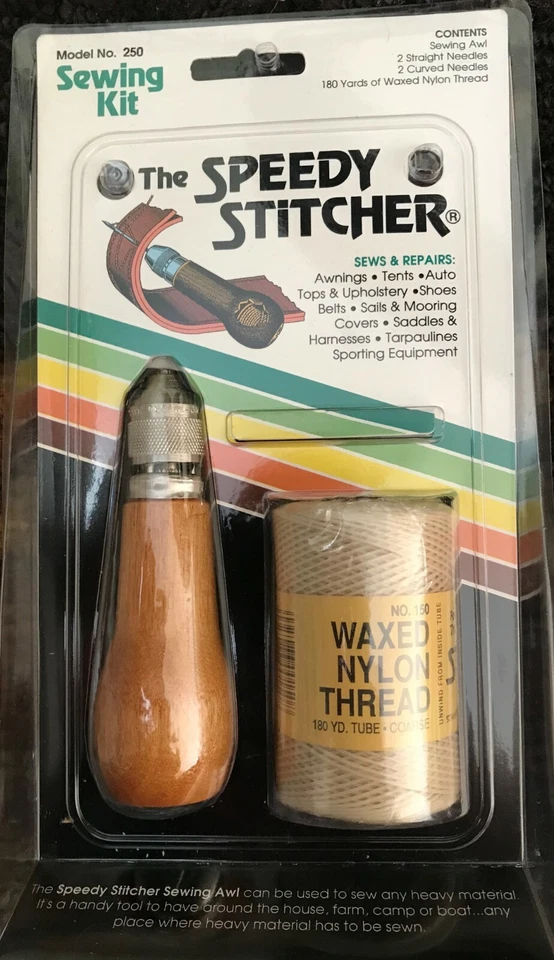 Model No. 250
Sewing
Kit
CONTENTS
Sewing Awl
2 Straight Needles
2 Curved Needles
180 Yards of Waxed Nylon Thread
The SPEEDY
STITCHER®
SEWS & REPAIRS:
Awnings • Tents •Auto
Tops & Upholstery •Shoes
Belts • Sails & Mooring
Covers • Saddles &
Harnesses • Tarpaulines
Sporting Equipment
NO. 150
WAXED
NYLON
THREAD
180 YD. TUBE • COARSE
UNWIND FROM INSIDE TUBE
The Speedy Stitcher Sewing Awl can be used to sew any heavy material.
It's a handy tool to have around the house, farm, camp or boat...any
place where heavy material has to be sewn.